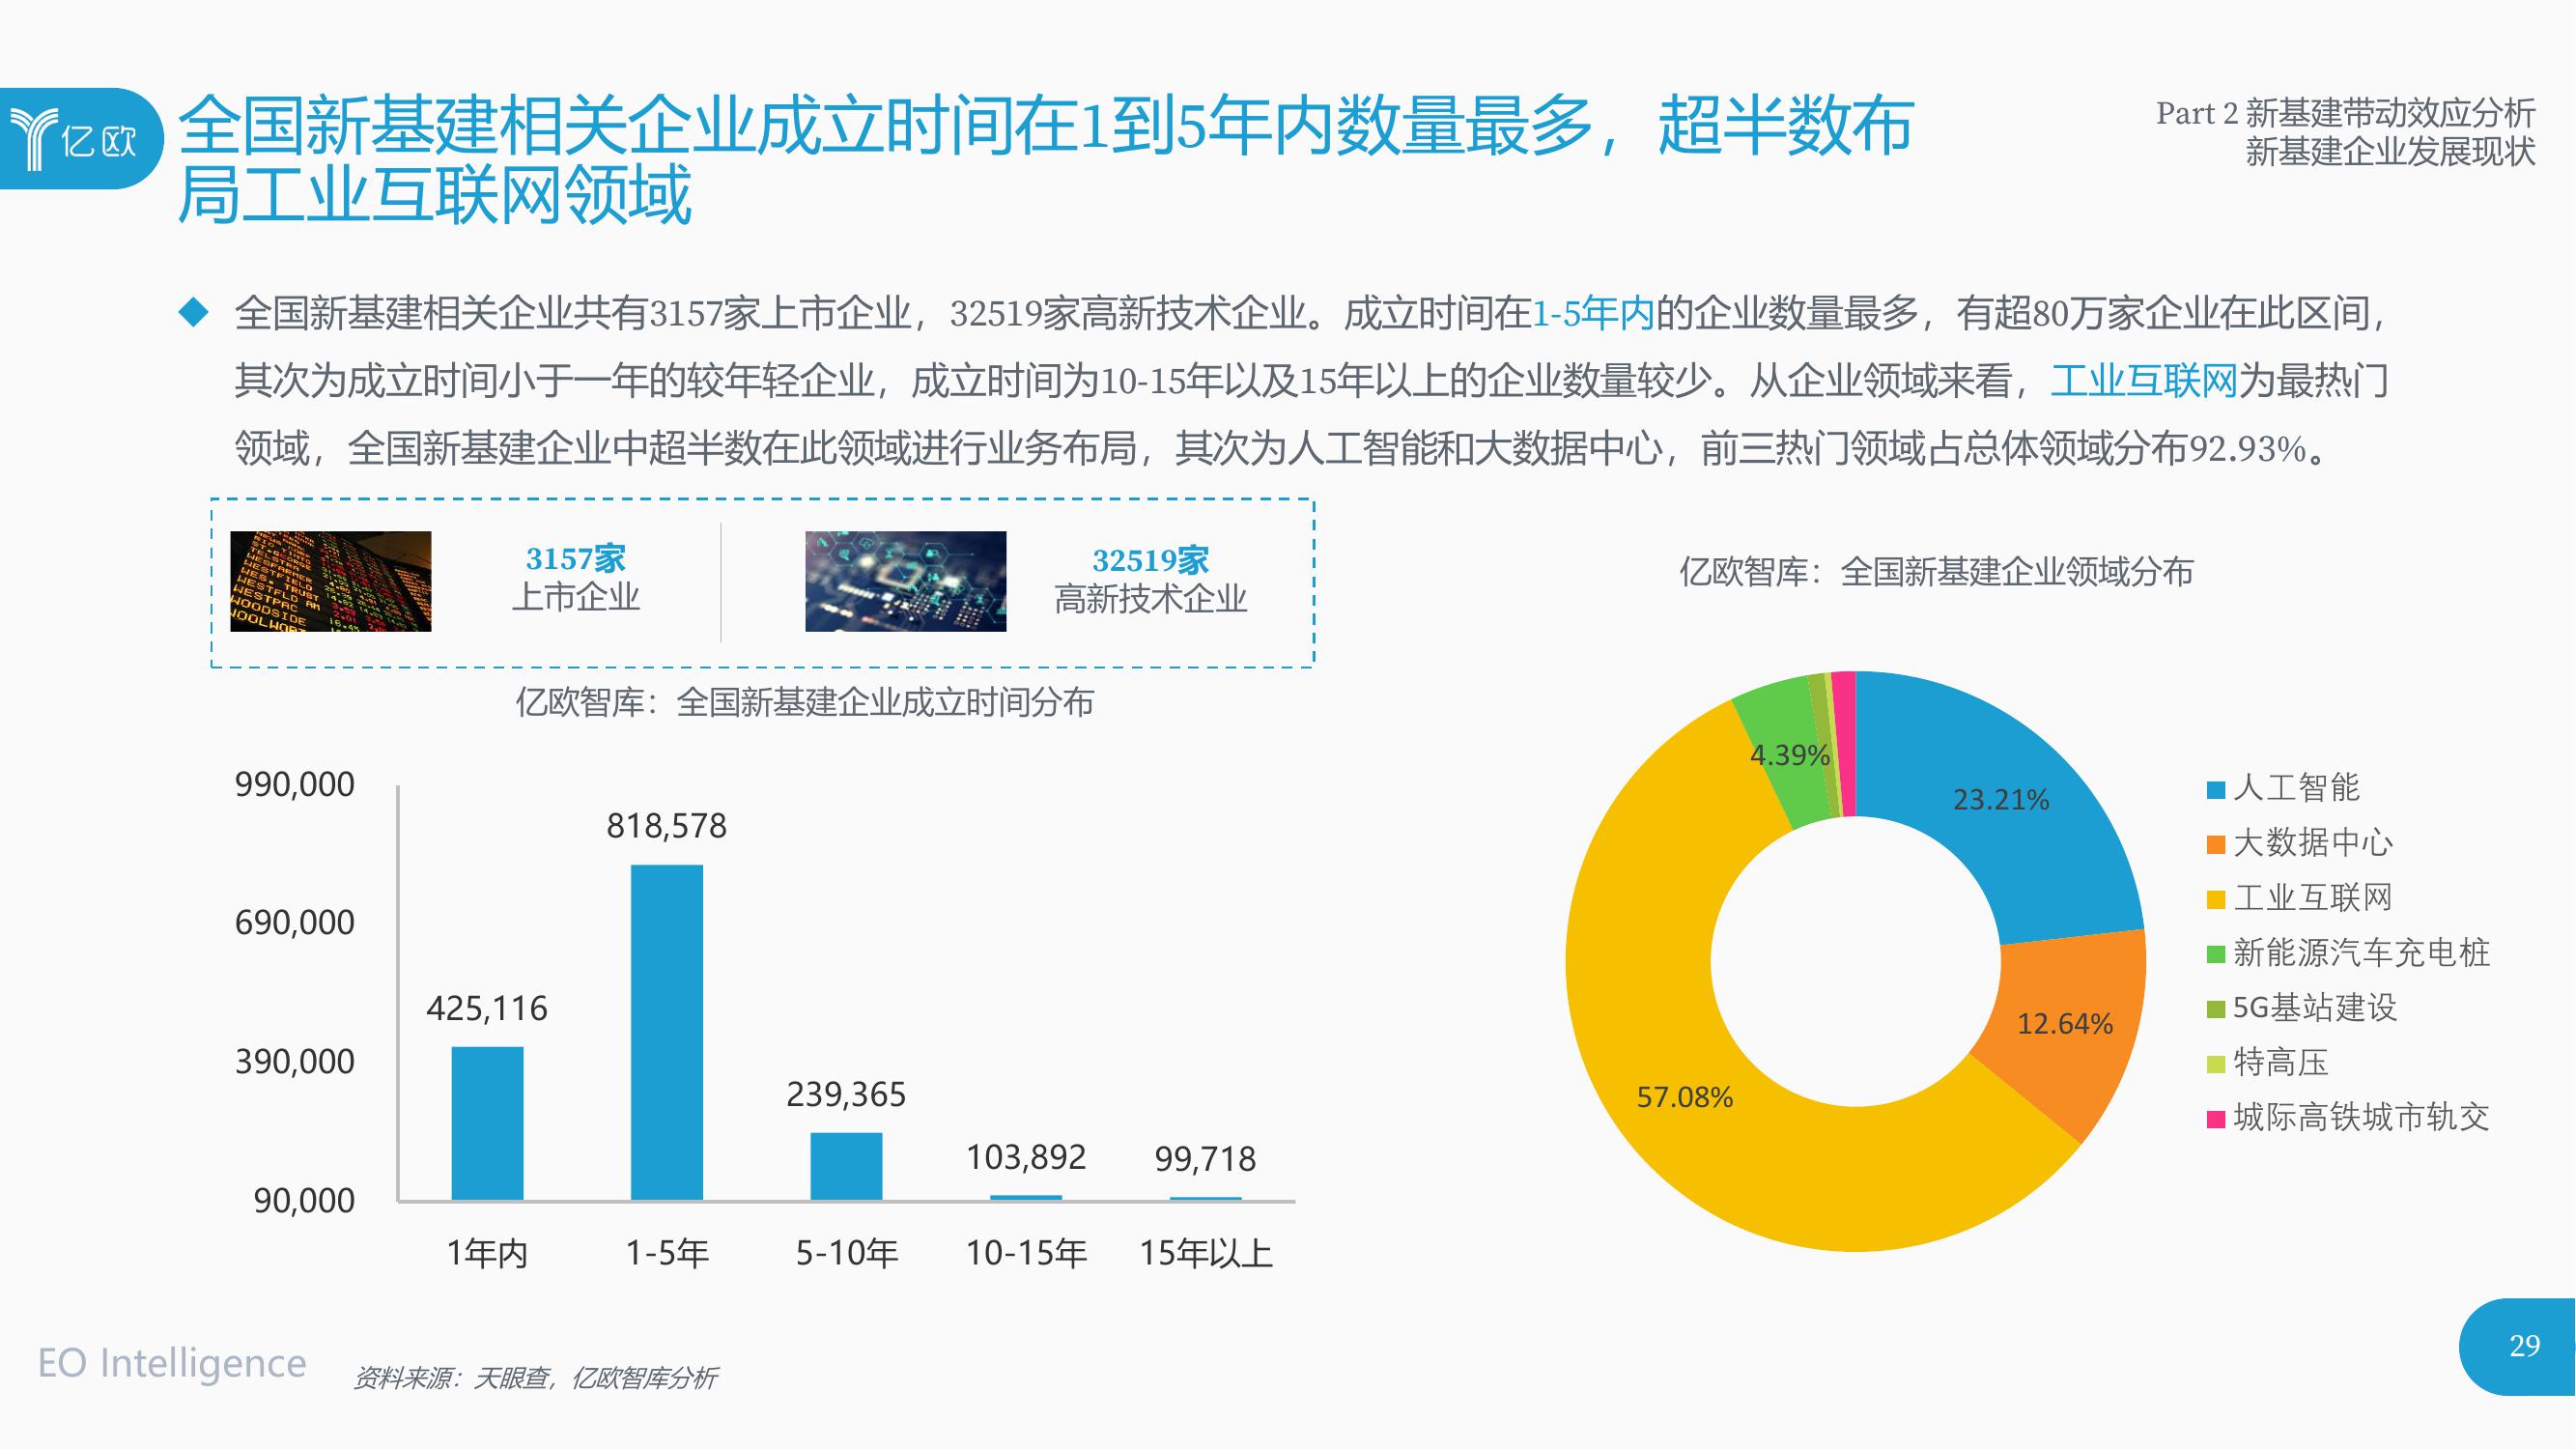 亿欧
全国新基建相关企业成立时间在1到5年内数量最多，超半数布
局工业互联网领域
Part 2 新基建带动效应分析
新基建企业发展现状
全国新基建相关企业共有3157家上市企业，32519家高新技术企业。成立时间在1-5年内的企业数量最多，有超80万家企业在此区间，
其次为成立时间小于一年的较年轻企业，成立时间为10-15年以及15年以上的企业数量较少。从企业领域来看，工业互联网为最热门
领域，全国新基建企业中超半数在此领域进行业务布局，其次为人工智能和大数据中心，前三热门领域占总体领域分布92.93%。
3157家
上市企业
32519家
高新技术企业
亿欧智库：全国新基建企业成立时间分布
990,000
690,000
390,000
90,000
425,116
818,578
239,365
103,892
99,718
1年内
1-5年
5-10年
10-15年
15年以上
亿欧智库：全国新基建企业领域分布
4.39%
23.21%
12.64%
57.08%
人工智能
大数据中心
工业互联网
新能源汽车充电桩
5G基站建设
特高压
城际高铁城市轨交
EO Intelligence
资料来源：天眼查，亿欧智库分析
29